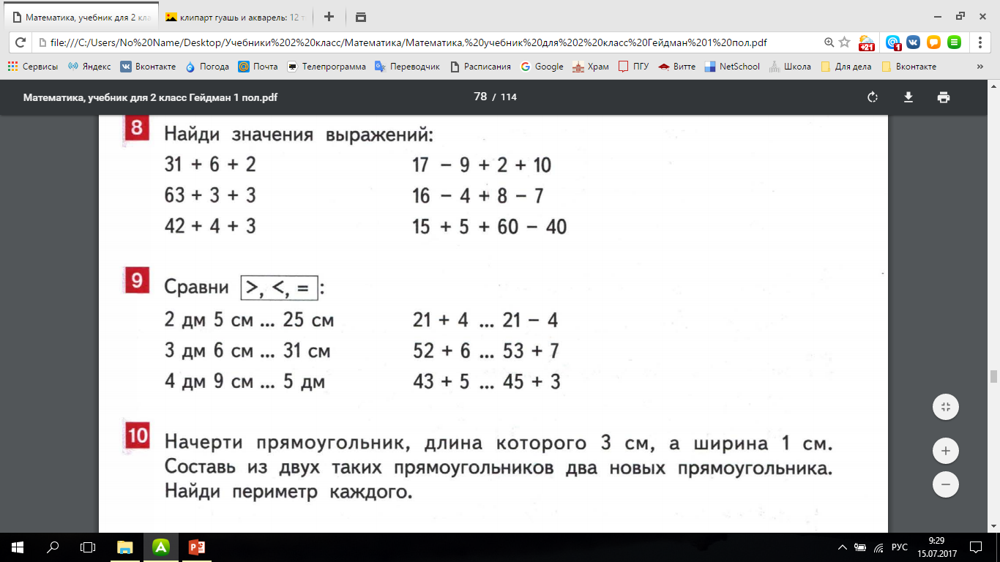 Математика, учебник для 2 кла
клипарт гуашь и акварель: 12 т
file:///C:/Users/No%20Name/Desktop/Учебники%202%20класс/Математика/Математика,%20учебник%20для%202%20класс%20Гейдман%201%20пол.pdf
+21
1
Сервисы Яндекс Вконтакте Погода Почта Телепрограмма Переводчик Расписания Google Храм ПГУ Витте NetSchool Школа Для дела Вконтакте »
Математика, учебник для 2 класс Гейдман 1 пол.pdf 78 / 114
8 Найди значения выражений:
31 + 6 + 2 17 – 9 + 2 + 10
63 + 3 + 3 16 – 4 + 8 – 7
42 + 4 + 3 15 + 5 + 60 – 40
9 Сравни >, <, = :
2 дм 5 см ... 25 см 21 + 4 ... 21 – 4
3 дм 6 см ... 31 см 52 + 6 ... 53 + 7
4 дм 9 см ... 5 дм 43 + 5 ... 45 + 3
10 Начерти прямоугольник, длина которого 3 см, а ширина 1 см.
Составь из двух таких прямоугольников два новых прямоугольника.
Найди периметр каждого.
РУС 9:29
15.07.2017